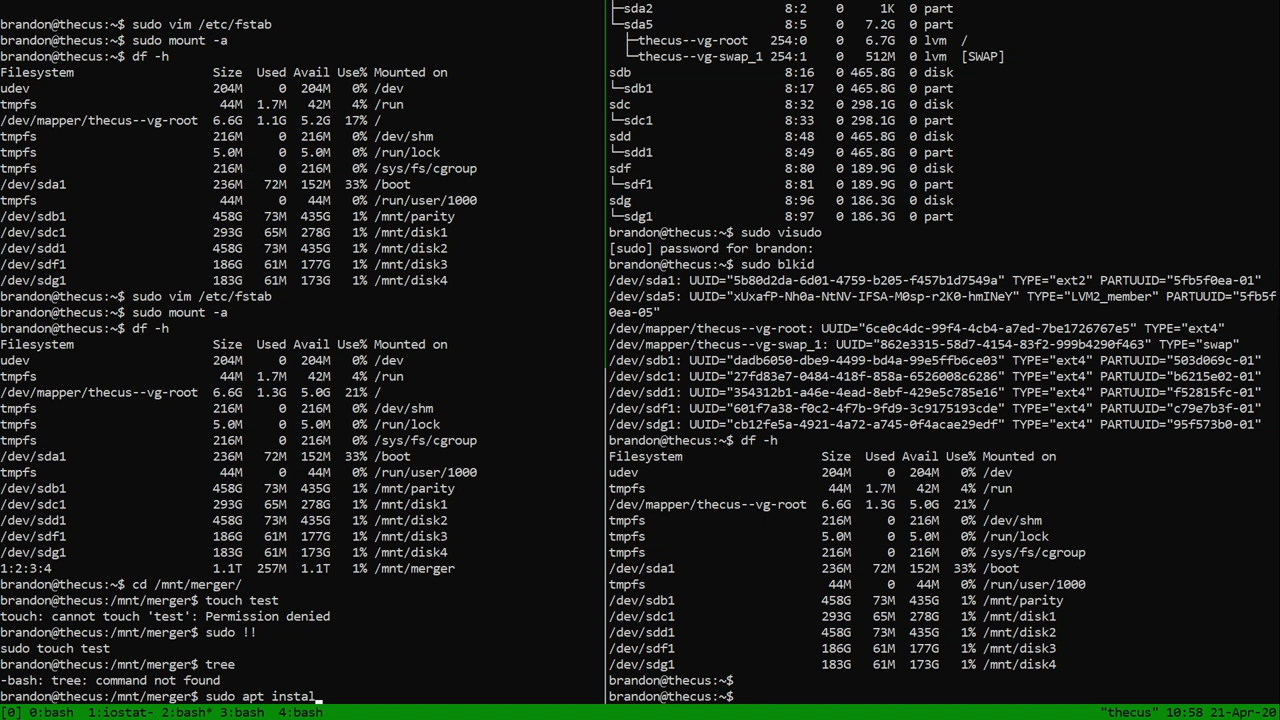 brandon@thecus:~$ sudo vim /etc/fstab
brandon@thecus:~$ sudo mount -a
brandon@thecus:~$ df -h
Filesystem Size Used Avail Use% Mounted on
udev 204M 0 204M 0% /dev
tmpfs 44M 1.7M 42M 4% /run
/dev/mapper/thecus--vg-root 6.6G 1.1G 5.2G 17% /
tmpfs 216M 0 216M 0% /dev/shm
tmpfs 5.0M 0 5.0M 0% /run/lock
tmpfs 216M 0 216M 0% /sys/fs/cgroup
/dev/sda1 236M 72M 152M 33% /boot
tmpfs 44M 0 44M 0% /run/user/1000
/dev/sdb1 458G 73M 435G 1% /mnt/parity
/dev/sdc1 293G 65M 278G 1% /mnt/disk1
/dev/sdd1 458G 73M 435G 1% /mnt/disk2
/dev/sdf1 186G 61M 177G 1% /mnt/disk3
/dev/sdg1 183G 61M 173G 1% /mnt/disk4
brandon@thecus:~$ sudo vim /etc/fstab
brandon@thecus:~$ sudo mount -a
brandon@thecus:~$ df -h
Filesystem Size Used Avail Use% Mounted on
udev 204M 0 204M 0% /dev
tmpfs 44M 1.7M 42M 4% /run
/dev/mapper/thecus--vg-root 6.6G 1.3G 5.0G 21% /
tmpfs 216M 0 216M 0% /dev/shm
tmpfs 5.0M 0 5.0M 0% /run/lock
tmpfs 216M 0 216M 0% /sys/fs/cgroup
/dev/sda1 236M 72M 152M 33% /boot
tmpfs 44M 0 44M 0% /run/user/1000
/dev/sdb1 458G 73M 435G 1% /mnt/parity
/dev/sdc1 293G 65M 278G 1% /mnt/disk1
/dev/sdd1 458G 73M 435G 1% /mnt/disk2
/dev/sdf1 186G 61M 177G 1% /mnt/disk3
/dev/sdg1 183G 61M 173G 1% /mnt/disk4
1:2:3:4 1.1T 257M 1.1T 1% /mnt/merger
brandon@thecus:~$ cd /mnt/merger/
brandon@thecus:/mnt/merger$ touch test
touch: cannot touch 'test': Permission denied
brandon@thecus:/mnt/merger$ sudo !!
sudo touch test
brandon@thecus:/mnt/merger$ tree
-bash: tree: command not found
brandon@thecus:/mnt/merger$ sudo apt instal
├─sda2 8:2 0 1K 0 part
└─sda5 8:5 0 7.2G 0 part
├─thecus--vg-root 254:0 0 6.7G 0 lvm /
└─thecus--vg-swap_1 254:1 0 512M 0 lvm [SWAP]
sdb 8:16 0 465.8G 0 disk
└─sdb1 8:17 0 465.8G 0 part
sdc 8:32 0 298.1G 0 disk
└─sdc1 8:33 0 298.1G 0 part
sdd 8:48 0 465.8G 0 disk
└─sdd1 8:49 0 465.8G 0 part
sdf 8:80 0 189.9G 0 disk
└─sdf1 8:81 0 189.9G 0 part
sdg 8:96 0 186.3G 0 disk
└─sdg1 8:97 0 186.3G 0 part
brandon@thecus:~$ sudo visudo
[sudo] password for brandon:
brandon@thecus:~$ sudo blkid
/dev/sda1: UUID="5b80d2da-6d01-4759-b205-f457b1d7549a" TYPE="ext2" PARTUUID="5fb5f0ea-01"
/dev/sda5: UUID="xUxafP-Nh0a-NtNV-IFSA-M0sp-r2K0-hmINeY" TYPE="LVM2_member" PARTUUID="5fb5f
0ea-05"
/dev/mapper/thecus--vg-root: UUID="6ce0c4dc-99f4-4cb4-a7ed-7be1726767e5" TYPE="ext4"
/dev/mapper/thecus--vg-swap_1: UUID="862e3315-58d7-4154-83f2-999b4290f463" TYPE="swap"
/dev/sdb1: UUID="dadb6050-dbe9-4499-bd4a-99e5ffb6ce03" TYPE="ext4" PARTUUID="503d069c-01"
/dev/sdc1: UUID="27fd83e7-0484-418f-858a-6526008c6286" TYPE="ext4" PARTUUID="b6215e02-01"
/dev/sdd1: UUID="354312b1-a46e-4ead-8ebf-429e5c785e16" TYPE="ext4" PARTUUID="f52815fc-01"
/dev/sdf1: UUID="601f7a38-f0c2-4f7b-9fd9-3c9175193cde" TYPE="ext4" PARTUUID="c79e7b3f-01"
/dev/sdg1: UUID="cb12fe5a-4921-4a72-a745-0f4acae29edf" TYPE="ext4" PARTUUID="95f573b0-01"
brandon@thecus:~$ df -h
Filesystem Size Used Avail Use% Mounted on
udev 204M 0 204M 0% /dev
tmpfs 44M 1.7M 42M 4% /run
/dev/mapper/thecus--vg-root 6.6G 1.3G 5.0G 21% /
tmpfs 216M 0 216M 0% /dev/shm
tmpfs 5.0M 0 5.0M 0% /run/lock
tmpfs 216M 0 216M 0% /sys/fs/cgroup
/dev/sda1 236M 72M 152M 33% /boot
tmpfs 44M 0 44M 0% /run/user/1000
/dev/sdb1 458G 73M 435G 1% /mnt/parity
/dev/sdc1 293G 65M 278G 1% /mnt/disk1
/dev/sdd1 458G 73M 435G 1% /mnt/disk2
/dev/sdf1 186G 61M 177G 1% /mnt/disk3
/dev/sdg1 183G 61M 173G 1% /mnt/disk4
brandon@thecus:~$
brandon@thecus:~$
[0] 0:bash 1:iostat- 2:bash* 3:bash 4:bash "thecus" 10:58 21-Apr-20